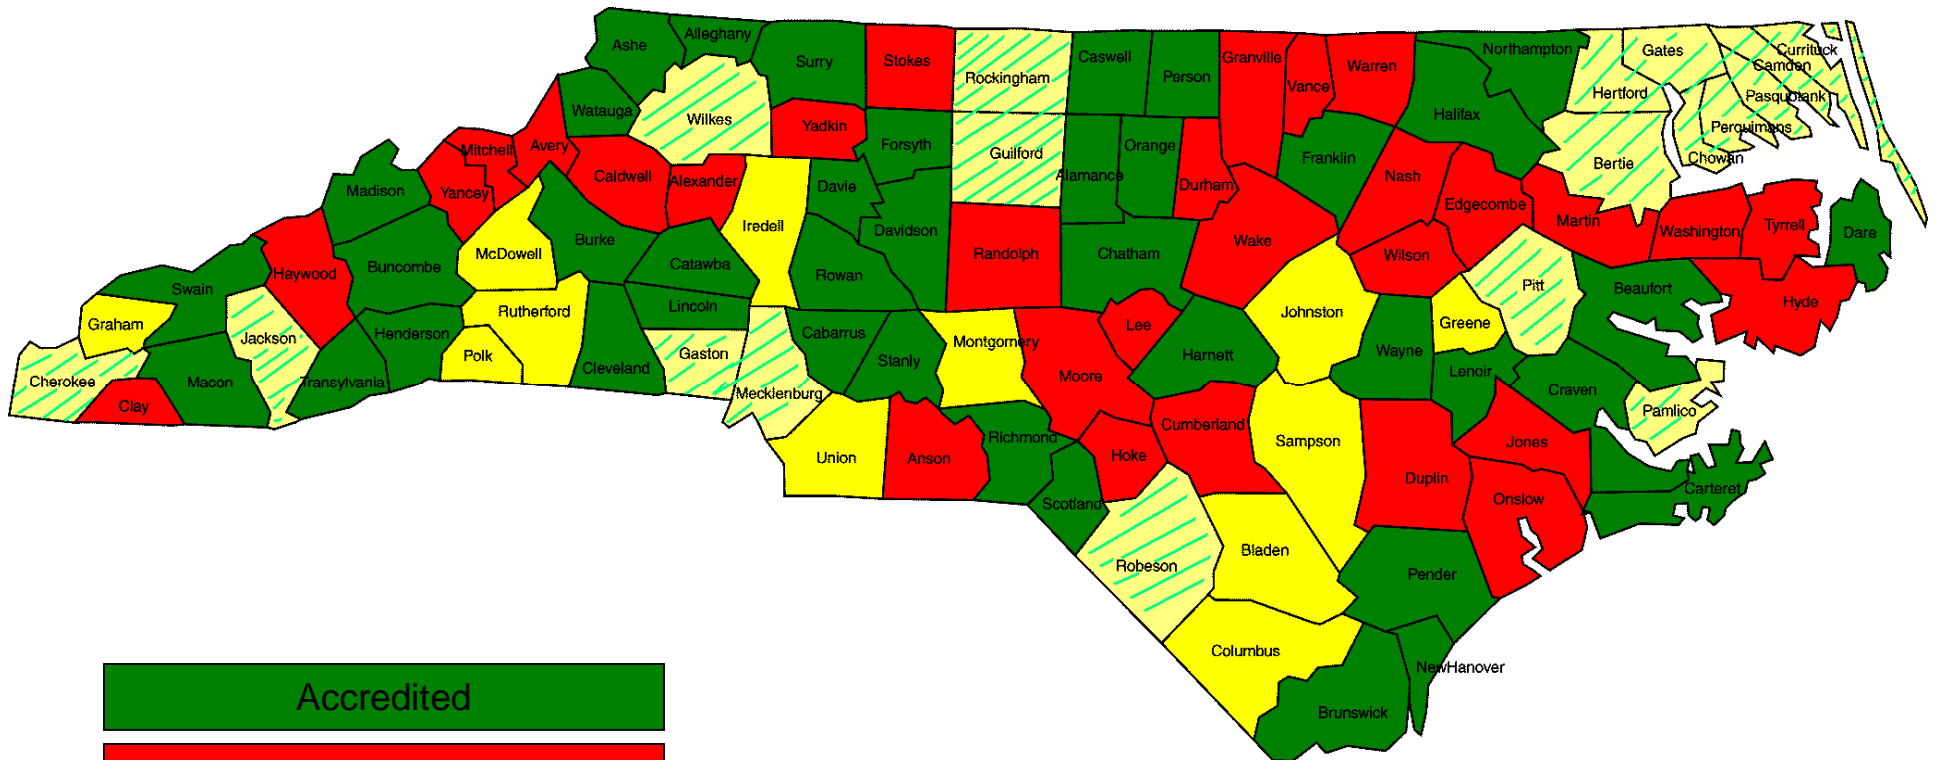 Ashe
Alleghany
Surry
Stokes
Rockingham
Caswell
Person
Granville
Vance
Warren
Northampton
Gates
Currituck
Camden
Hertford
Pasquotank
Perquimans
Chowan
Watauga
Wilkes
Yadkin
Forsyth
Guilford
Alamance
Orange
Durham
Franklin
Halifax
Bertie
Mitchell
Avery
Caldwell
Alexander
Iredell
Davie
Davidson
Randolph
Chatham
Wake
Nash
Edgecombe
Martin
Washington
Tyrrell
Dare
Madison
Yancey
McDowell
Burke
Catawba
Rowan
Wilson
Pitt
Beaufort
Hyde
Haywood
Buncombe
Swain
Graham
Jackson
Henderson
Rutherford
Polk
Lincoln
Cleveland
Gaston
Cabarrus
Stanly
Montgomery
Moore
Lee
Harnett
Johnston
Wayne
Greene
Lenoir
Craven
Pamlico
Cherokee
Clay
Macon
Transylvania
Mecklenburg
Union
Anson
Richmond
Scotland
Hoke
Cumberland
Sampson
Duplin
Jones
Onslow
Carteret
Robeson
Bladen
Pender
Columbus
NewHanover
Brunswick
Accredited